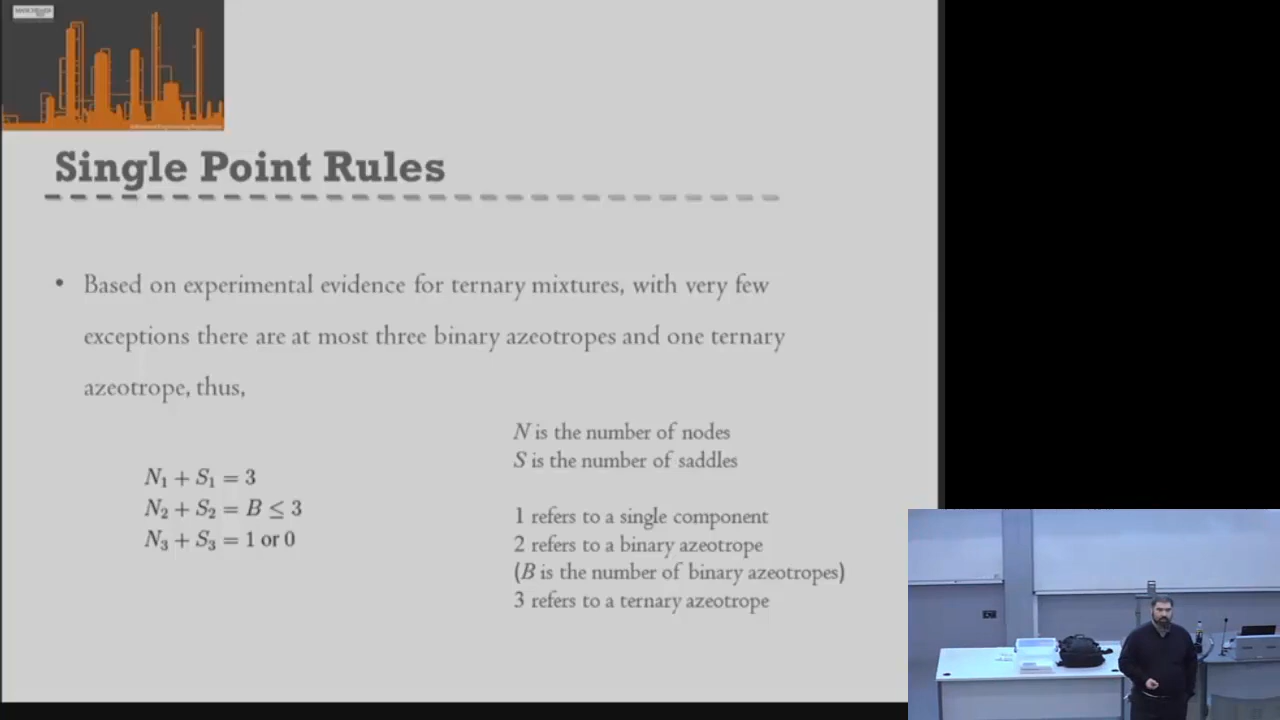 Single Point Rules
• Based on experimental evidence for ternary mixtures, with very few
exceptions there are at most three binary azeotropes and one ternary
azeotrope, thus,
N₁ + S₁ = 3
N₂ + S₂ = B ≤ 3
N₃ + S₃ = 1 or 0
N is the number of nodes
S is the number of saddles
1 refers to a single component
2 refers to a binary azeotrope
(B is the number of binary azeotropes)
3 refers to a ternary azeotrope